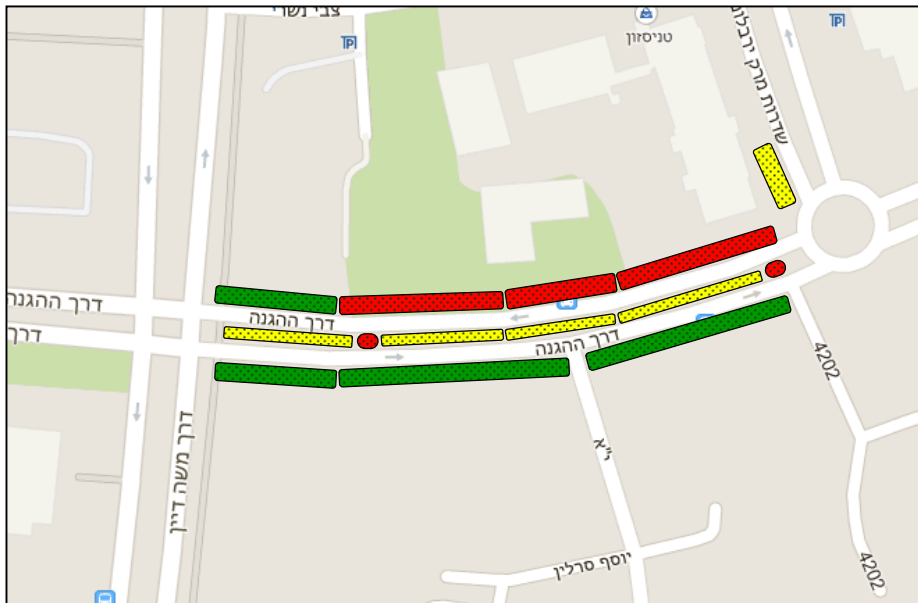 צבי נשרי
P
טניסזון
P
שדרות מרק ירבלום
דרך ההגנה
דרך ההגנה
דרך
דרך ההגנה
4202
דרך משה דיין
י"א
יוסף סרלין
4202